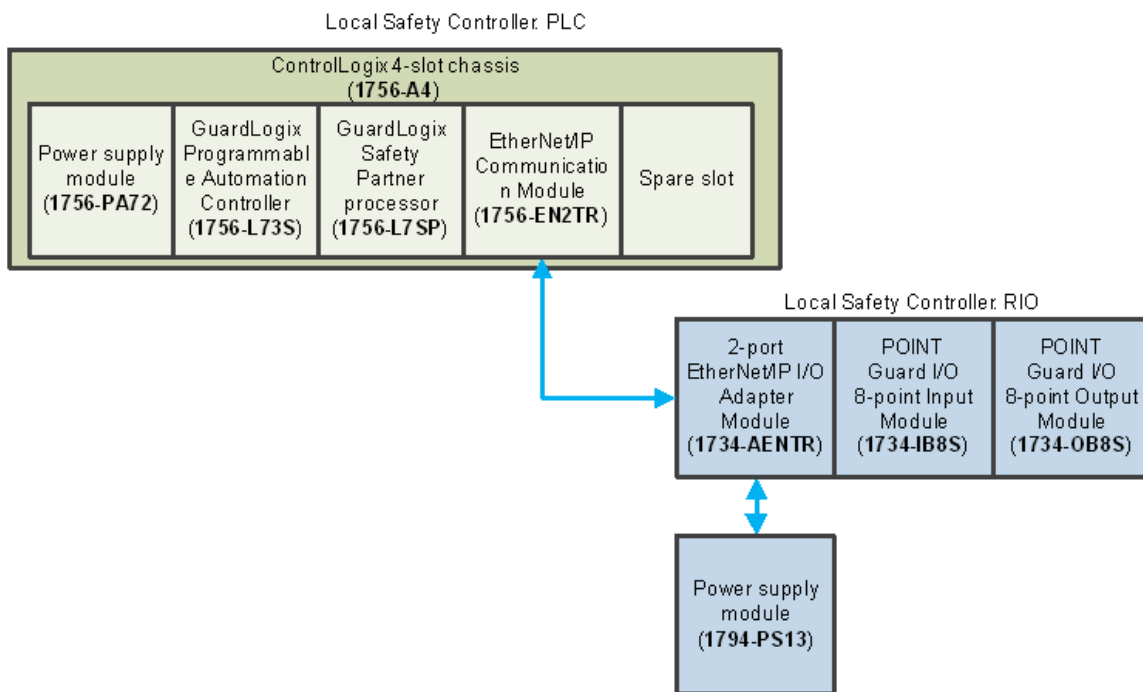 Local Safety Controller. PLC
ControlLogix 4-slot chassis
(1756-A4)
Power supply
module
(1756-PA72)
GuardLogix
Programmabl
e Automation
Controller
(1756-L73S)
GuardLogix
Safety
Partner
processor
(1756-L7SP)
EtherNet/IP
Communicatio
n Module
(1756-EN2TR)
Spare slot
Local Safety Controller. RIO
2-port
EtherNet/IP I/O
Adapter
Module
(1734-AENTR)
POINT
Guard I/O
8-point Input
Module
(1734-IB8S)
POINT
Guard I/O
8-point Output
Module
(1734-OB8S)
Power supply
module
(1794-PS13)